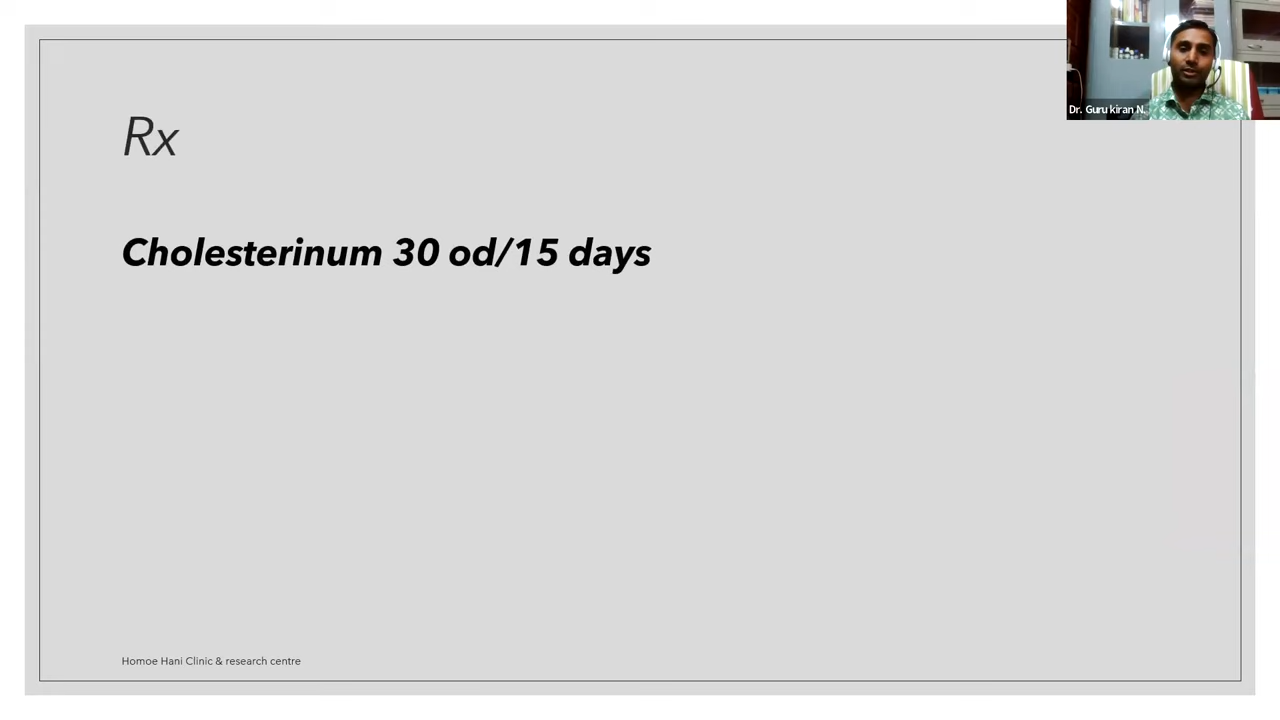 Rx
Dr. Guru kiran N.
Cholesterinum 30 od/15 days
Homoe Hani Clinic & research centre